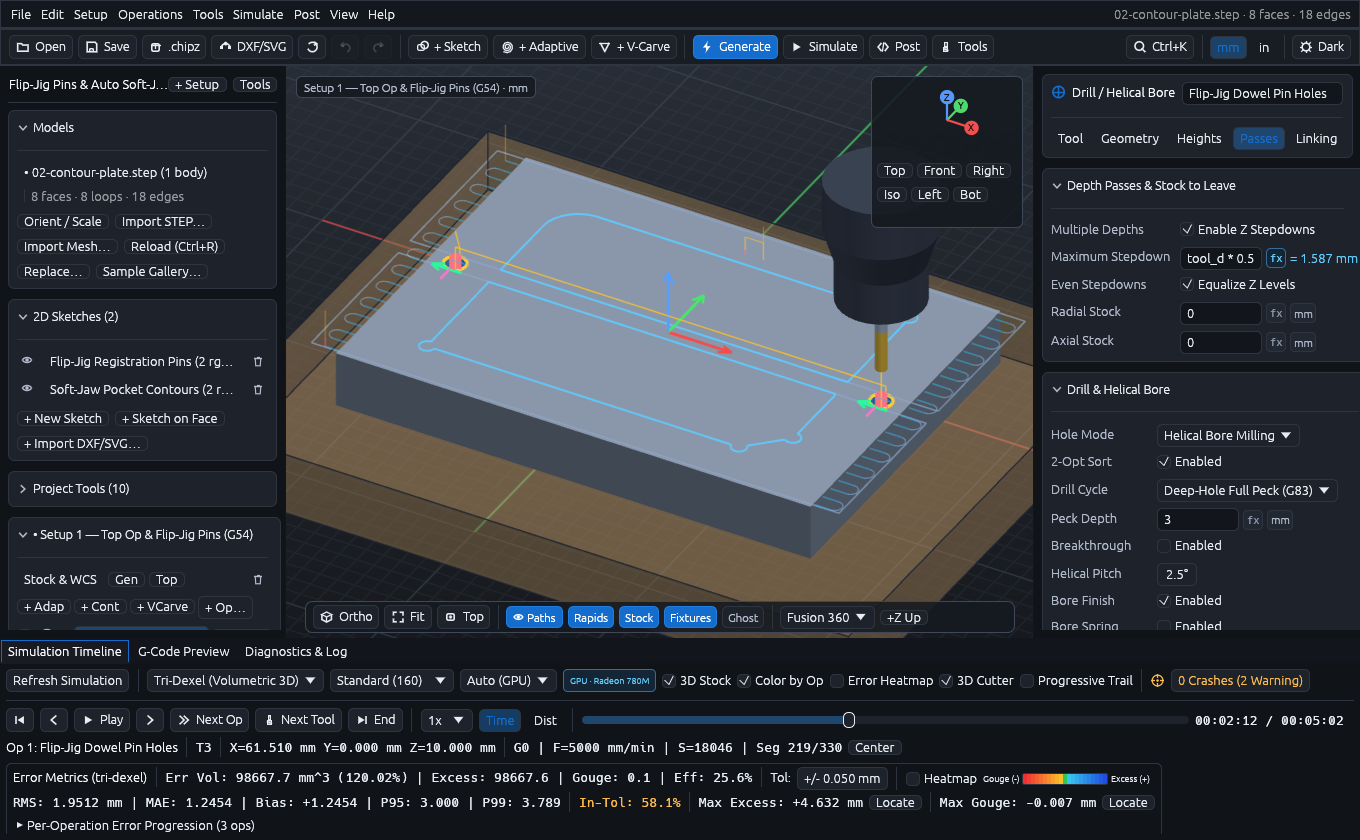 File Edit Setup Operations Tools Simulate Post View Help
02-contour-plate.step · 8 faces · 18 edges
Open Save .chipz DXF/SVG + Sketch + Adaptive + V-Carve Generate Simulate Post Tools Ctrl+K mm in Dark
Flip-Jig Pins & Auto Soft-J... + Setup Tools
Models
• 02-contour-plate.step (1 body)
8 faces · 8 loops · 18 edges
Orient / Scale Import STEP...
Import Mesh... Reload (Ctrl+R)
Replace... Sample Gallery...
2D Sketches (2)
Flip-Jig Registration Pins (2 rg...
Soft-Jaw Pocket Contours (2 r...
+ New Sketch + Sketch on Face
+ Import DXF/SVG...
Project Tools (10)
• Setup 1 — Top Op & Flip-Jig Pins (G54)
Stock & WCS Gen Top
+ Adap + Cont + VCarve + Op...
Setup 1 — Top Op & Flip-Jig Pins (G54) · mm
Z Y X
Top Front Right
Iso Left Bot
Ortho Fit Top Paths Rapids Stock Fixtures Ghost Fusion 360 +Z Up
Drill / Helical Bore Flip-Jig Dowel Pin Holes
Tool Geometry Heights Passes Linking
Depth Passes & Stock to Leave
Multiple Depths Enable Z Stepdowns
Maximum Stepdown tool_d * 0.5 fx = 1.587 mm
Even Stepdowns Equalize Z Levels
Radial Stock 0 fx mm
Axial Stock 0 fx mm
Drill & Helical Bore
Hole Mode Helical Bore Milling
2-Opt Sort Enabled
Drill Cycle Deep-Hole Full Peck (G83)
Peck Depth 3 fx mm
Breakthrough Enabled
Helical Pitch 2.5°
Bore Finish Enabled
Bore Spring Enabled
Simulation Timeline G-Code Preview Diagnostics & Log
Refresh Simulation Tri-Dexel (Volumetric 3D) Standard (160) Auto (GPU) GPU · Radeon 780M 3D Stock Color by Op Error Heatmap 3D Cutter Progressive Trail 0 Crashes (2 Warning)
Play Next Op Next Tool End 1x Time Dist 00:02:12 / 00:05:02
Op 1: Flip-Jig Dowel Pin Holes T3 X=61.510 mm Y=0.000 mm Z=10.000 mm G0 | F=5000 mm/min | S=18046 | Seg 219/330 Center
Error Metrics (tri-dexel) Err Vol: 98667.7 mm^3 (120.02%) | Excess: 98667.6 | Gouge: 0.1 | Eff: 25.6% Tol: +/- 0.050 mm Heatmap Gouge (-) Excess (+)
RMS: 1.9512 mm | MAE: 1.2454 | Bias: +1.2454 | P95: 3.000 | P99: 3.789 In-Tol: 58.1% Max Excess: +4.632 mm Locate Max Gouge: -0.007 mm Locate
Per-Operation Error Progression (3 ops)